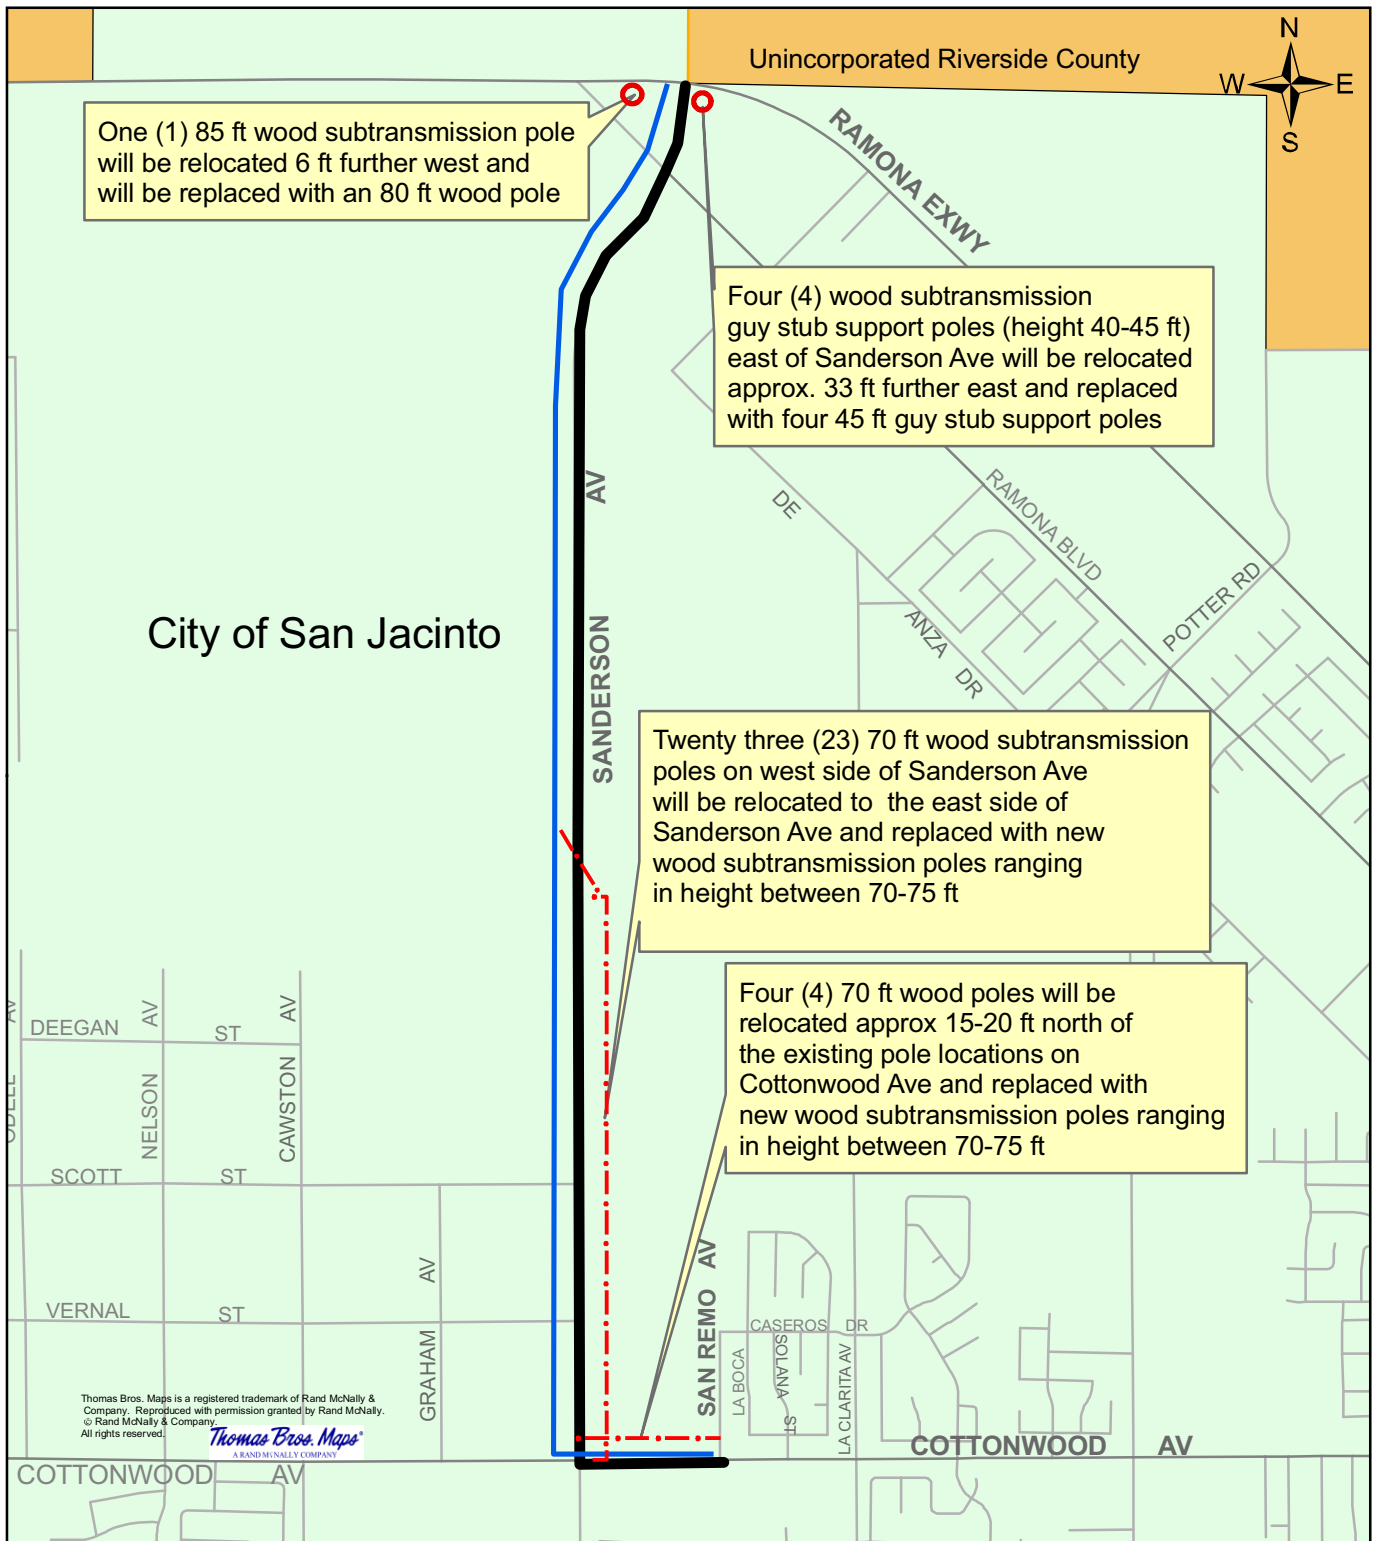 Unincorporated Riverside County
N
W
E
S
One (1) 85 ft wood subtransmission pole
will be relocated 6 ft further west and
will be replaced with an 80 ft wood pole
RAMONA EXWY
Four (4) wood subtransmission
guy stub support poles (height 40-45 ft)
east of Sanderson Ave will be relocated
approx. 33 ft further east and replaced
with four 45 ft guy stub support poles
SANDERSON AV
DE ANZA DR
RAMONA BLVD
POTTER RD
City of San Jacinto
Twenty three (23) 70 ft wood subtransmission
poles on west side of Sanderson Ave
will be relocated to the east side of
Sanderson Ave and replaced with new
wood subtransmission poles ranging
in height between 70-75 ft
Four (4) 70 ft wood poles will be
relocated approx 15-20 ft north of
the existing pole locations on
Cottonwood Ave and replaced with
new wood subtransmission poles ranging
in height between 70-75 ft
ODELL AV
DEEGAN ST
NELSON AV
CAWSTON AV
SCOTT ST
VERNAL ST
GRAHAM AV
SAN REMO AV
CASEROS DR
LA BOCA
SOLANA ST
LA CLARITA AV
Thomas Bros. Maps is a registered trademark of Rand McNally &
Company. Reproduced with permission granted by Rand McNally.
© Rand McNally & Company.
All rights reserved.
Thomas Bros. Maps®
A RAND McNALLY COMPANY
COTTONWOOD AV
COTTONWOOD AV